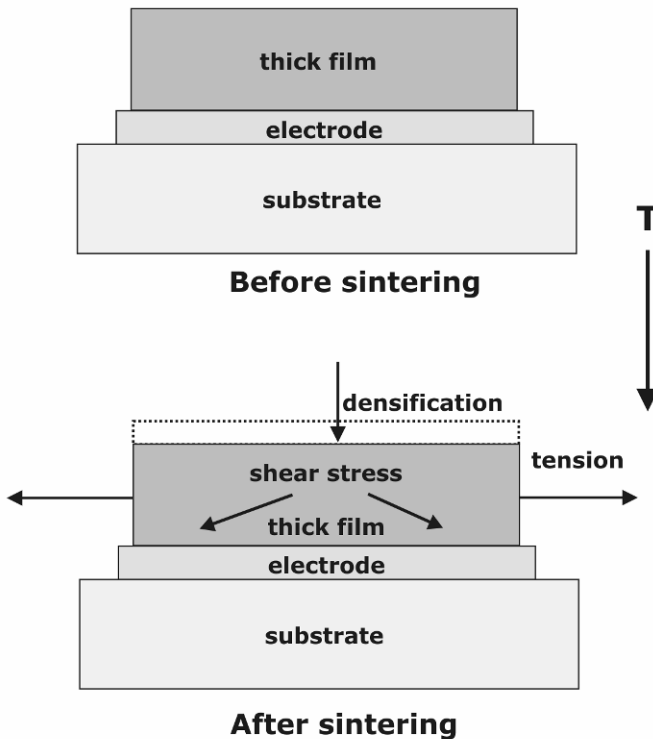 thick film
electrode
substrate
T
Before sintering
densification
tension
shear stress
thick film
electrode
substrate
After sintering